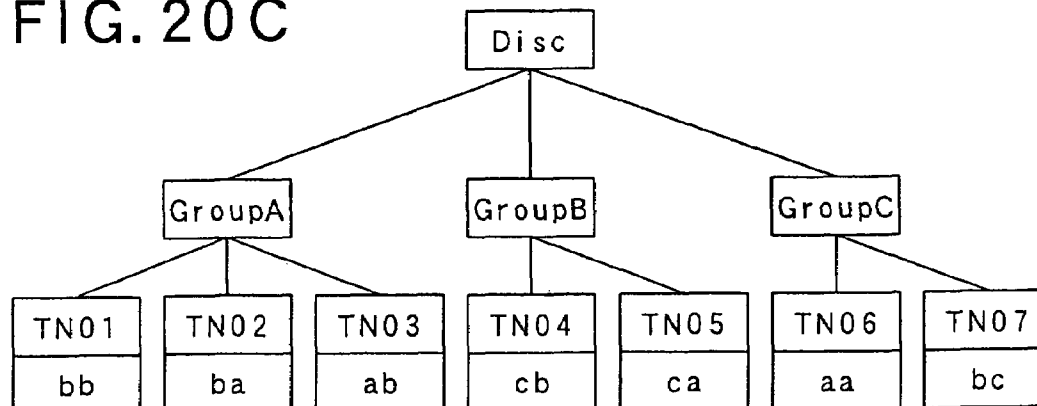 FIG. 20C
Disc
GroupA GroupB GroupC
TN01 TN02 TN03 TN04 TN05 TN06 TN07
bb ba ab cb ca aa bc